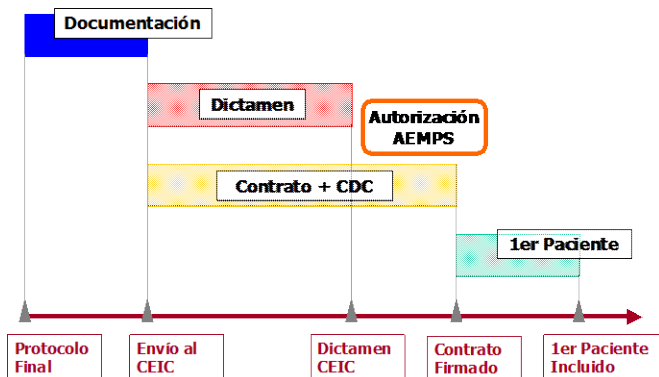 Documentación
Dictamen
Autorización
AEMPS
Contrato + CDC
1er Paciente
Protocolo
Final
Envío al
CEIC
Dictamen
CEIC
Contrato
Firmado
1er Paciente
Incluido